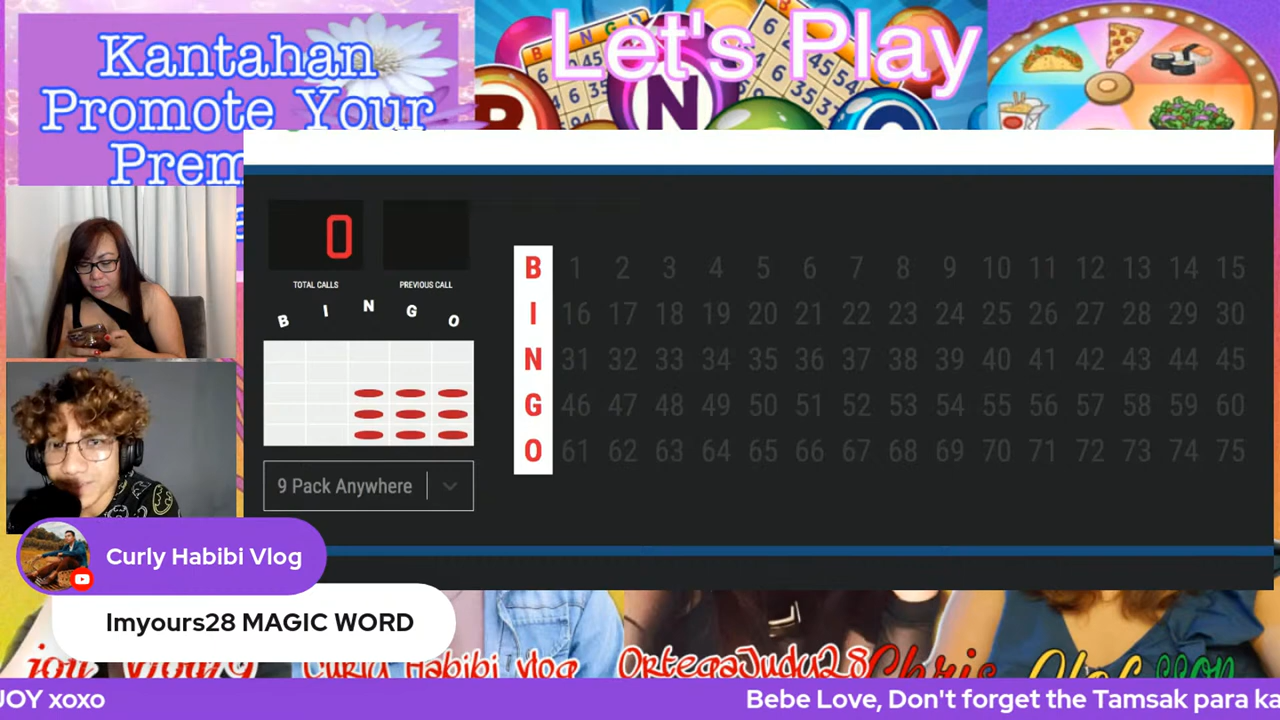 Kantahan
Promote Your
Prem
Let's Play
B
N
0
TOTAL CALLS
PREVIOUS CALL
B I N G O
9 Pack Anywhere
B 1 2 3 4 5 6 7 8 9 10 11 12 13 14 15
I 16 17 18 19 20 21 22 23 24 25 26 27 28 29 30
N 31 32 33 34 35 36 37 38 39 40 41 42 43 44 45
G 46 47 48 49 50 51 52 53 54 55 56 57 58 59 60
O 61 62 63 64 65 66 67 68 69 70 71 72 73 74 75
Curly Habibi Vlog
Imyours28 MAGIC WORD
Curly Habibi vlog
OrtegaJudy28
Chris
JOY xoxo
Bebe Love, Don't forget the Tamsak para ka